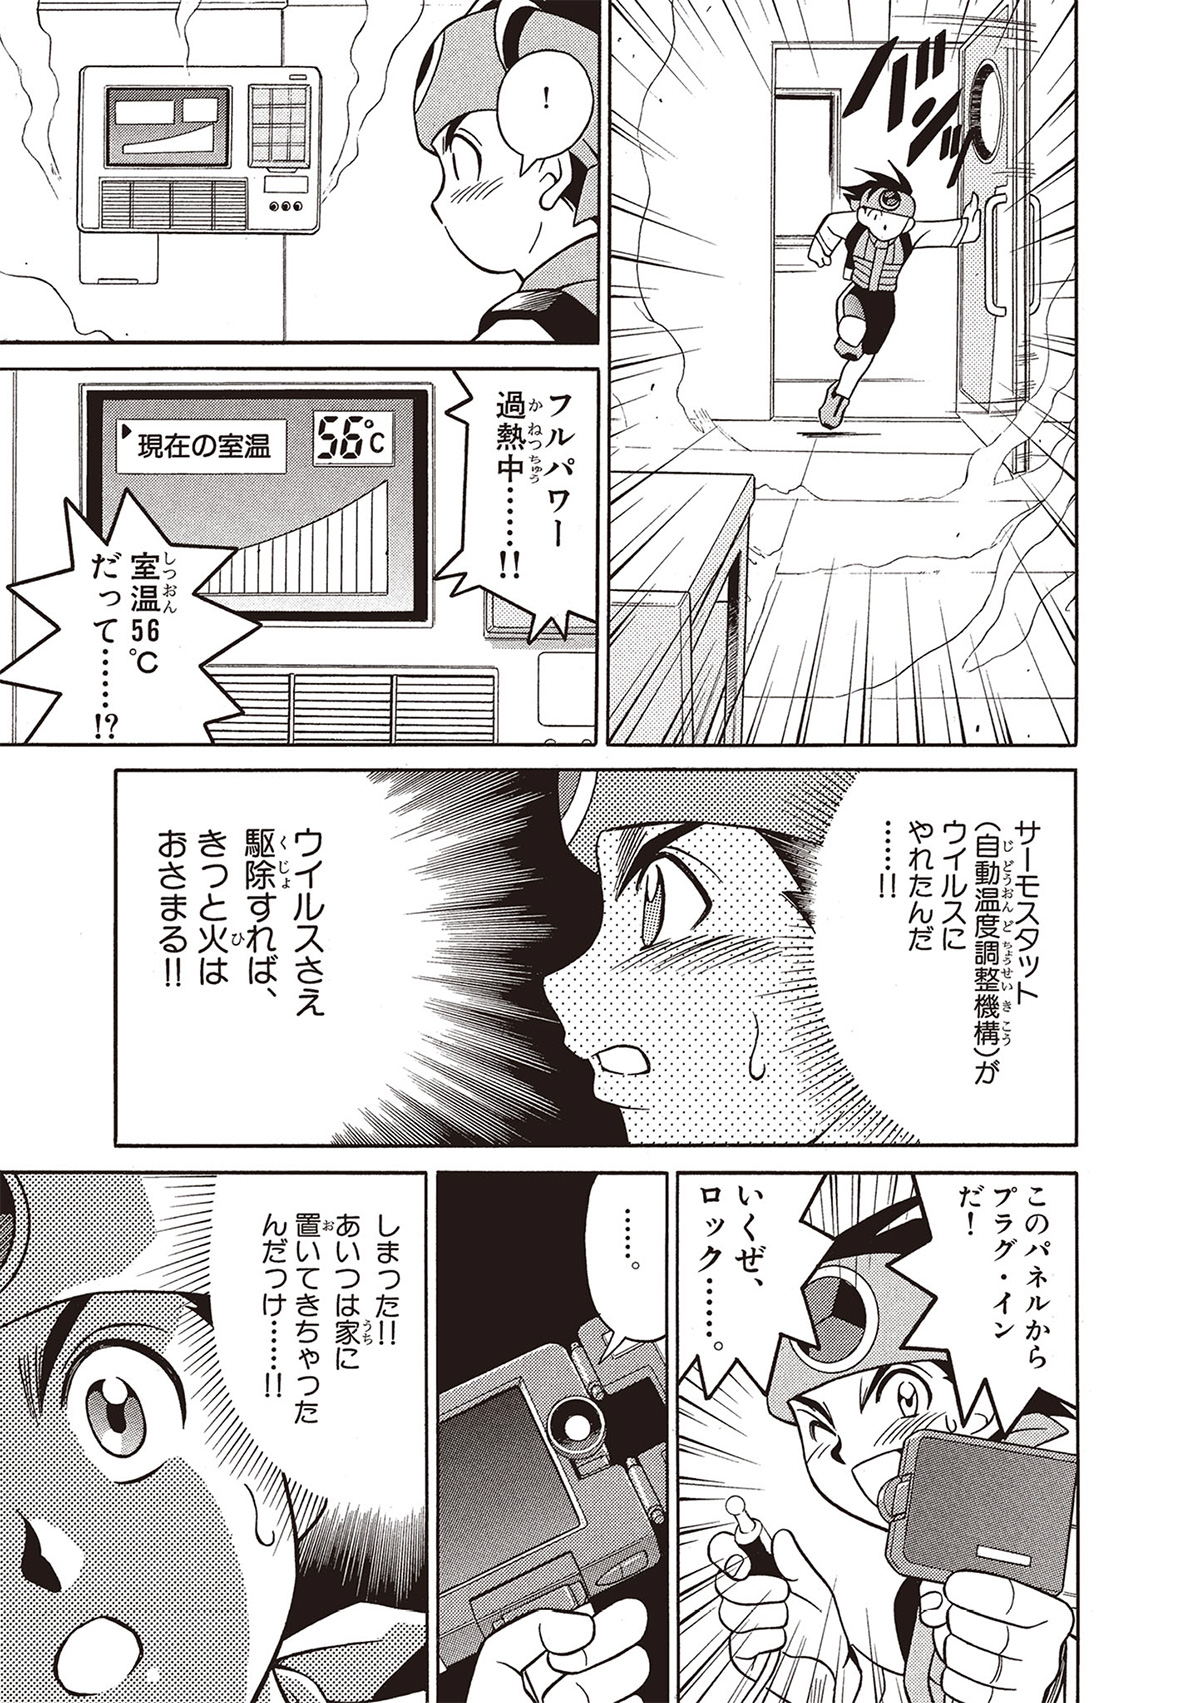 バンッ
!
フルパワー
過熱中……!!
▶現在の室温
56℃
室温56℃
だって……!?
サーモスタット
(自動温度調整機構)が
ウイルスに
やれたんだ
……!!
ウイルスさえ
駆除すれば、
きっと火は
おさまる!!
このパネルから
プラグ・イン
だ!
いくぜ、
ロック……。
……。
しまった!!
あいつは家に
置いてきちゃった
んだっけ……!!